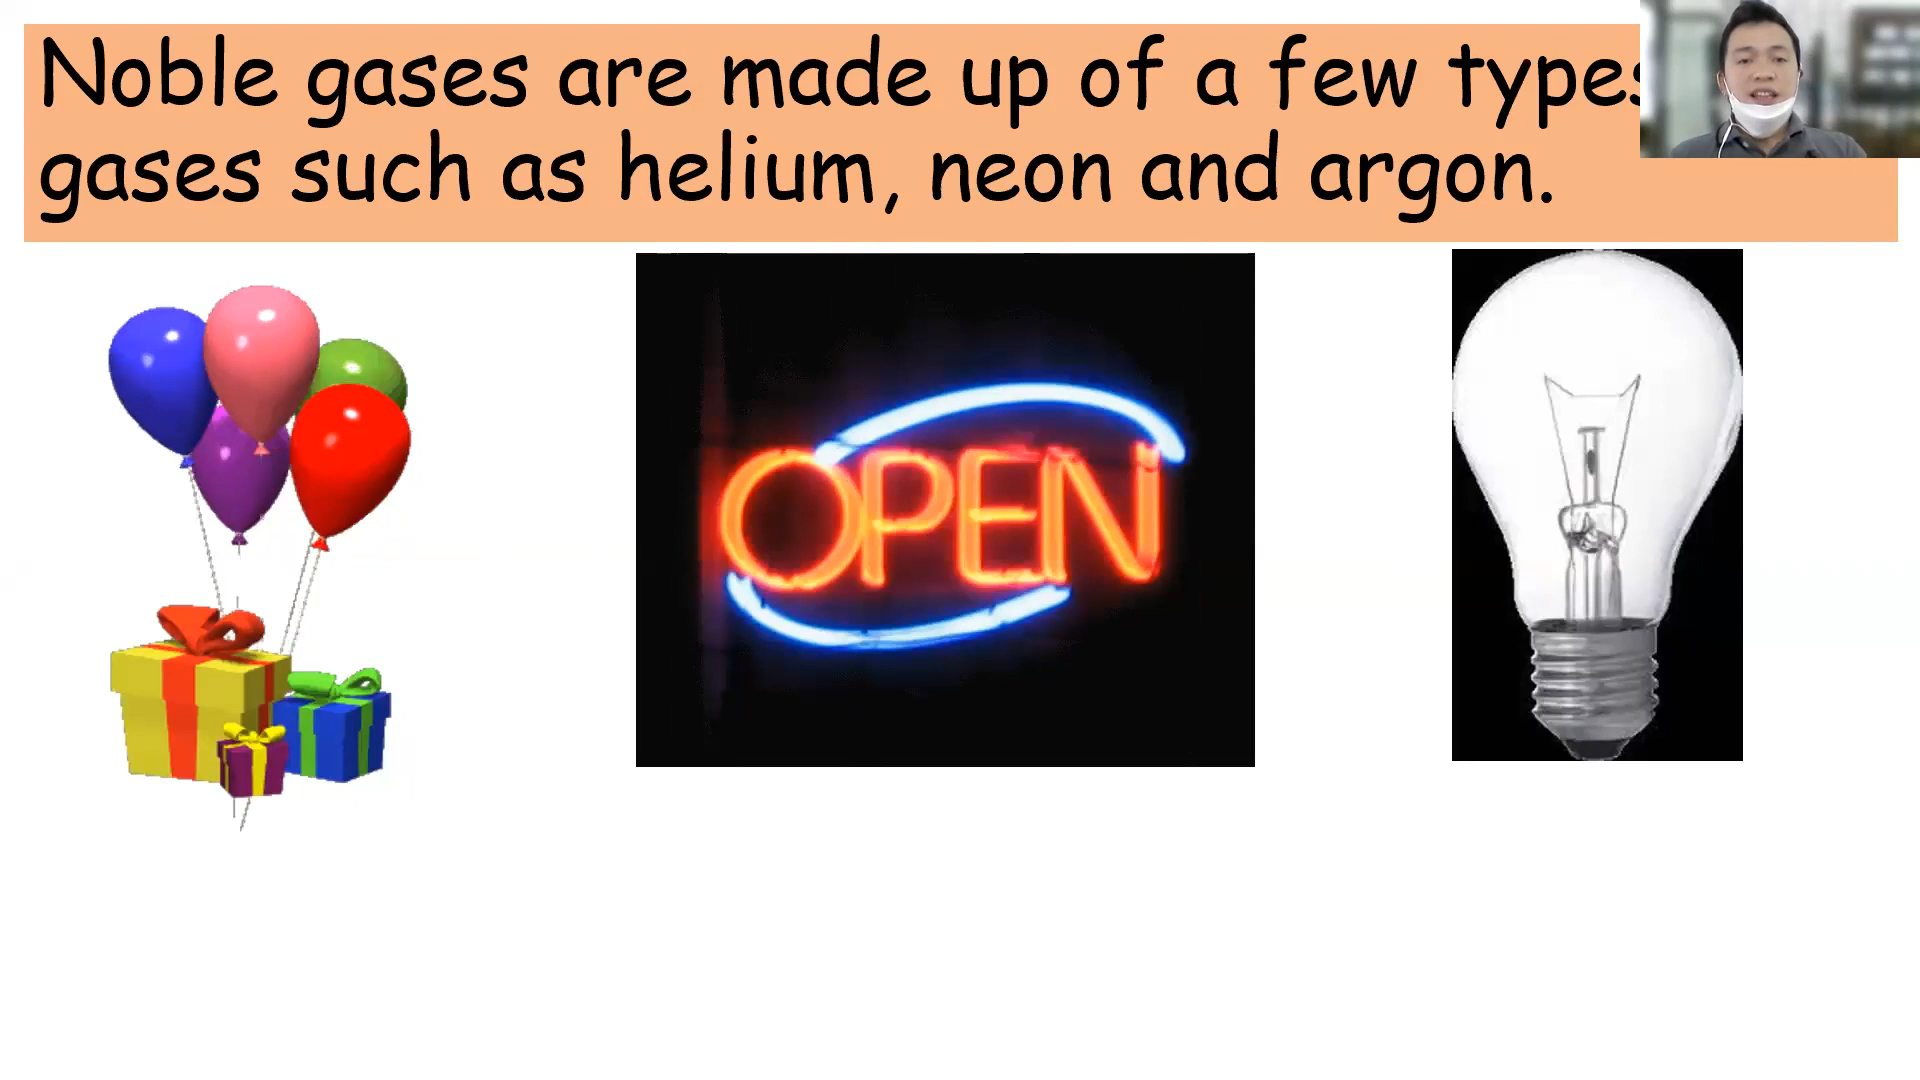 Noble gases are made up of a few types
gases such as helium, neon and argon.
OPEN